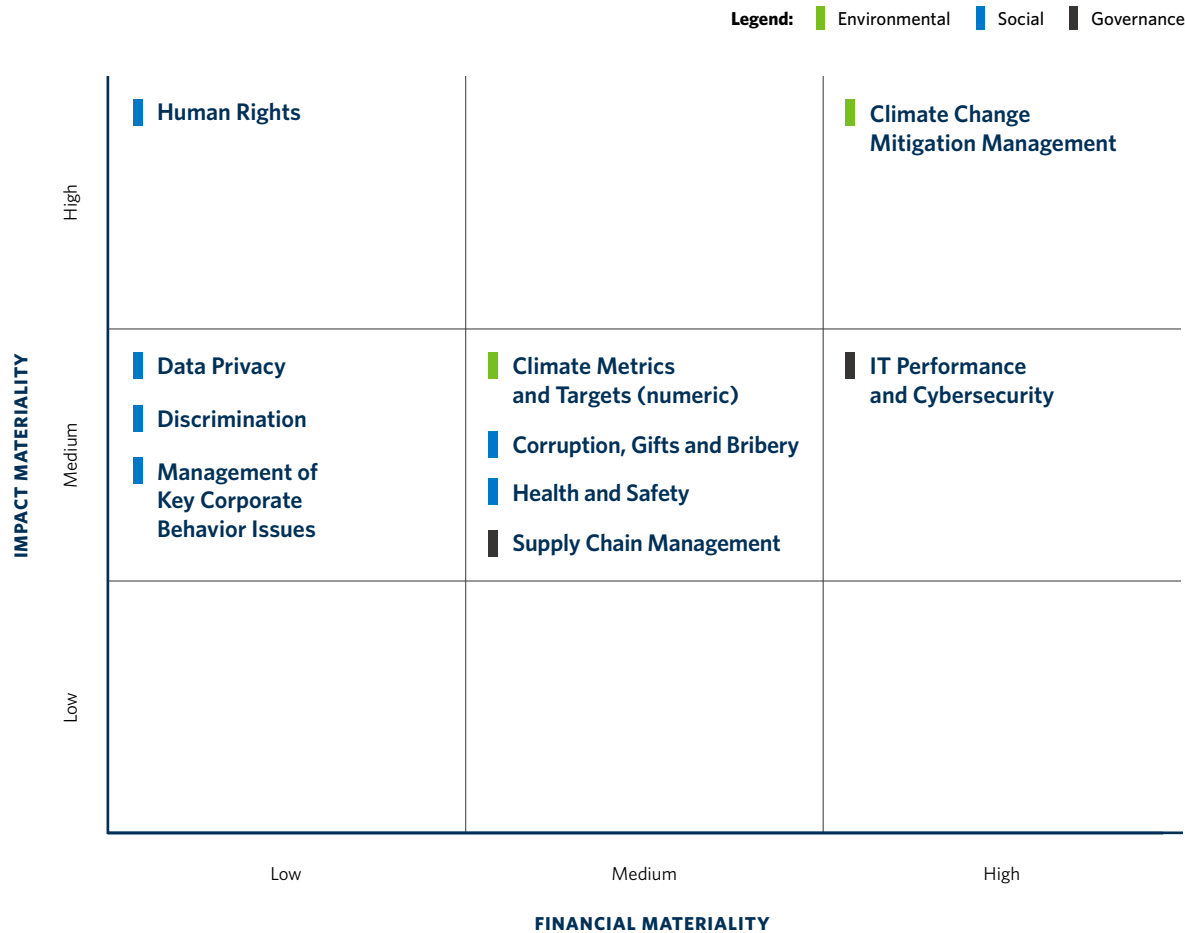 Legend: Environmental Social Governance
Human Rights
Climate Change
Mitigation Management
High
Data Privacy
Discrimination
Management of
Key Corporate
Behavior Issues
Climate Metrics
and Targets (numeric)
Corruption, Gifts and Bribery
Health and Safety
Supply Chain Management
IT Performance
and Cybersecurity
IMPACT MATERIALITY
Medium
Low
Low Medium High
FINANCIAL MATERIALITY